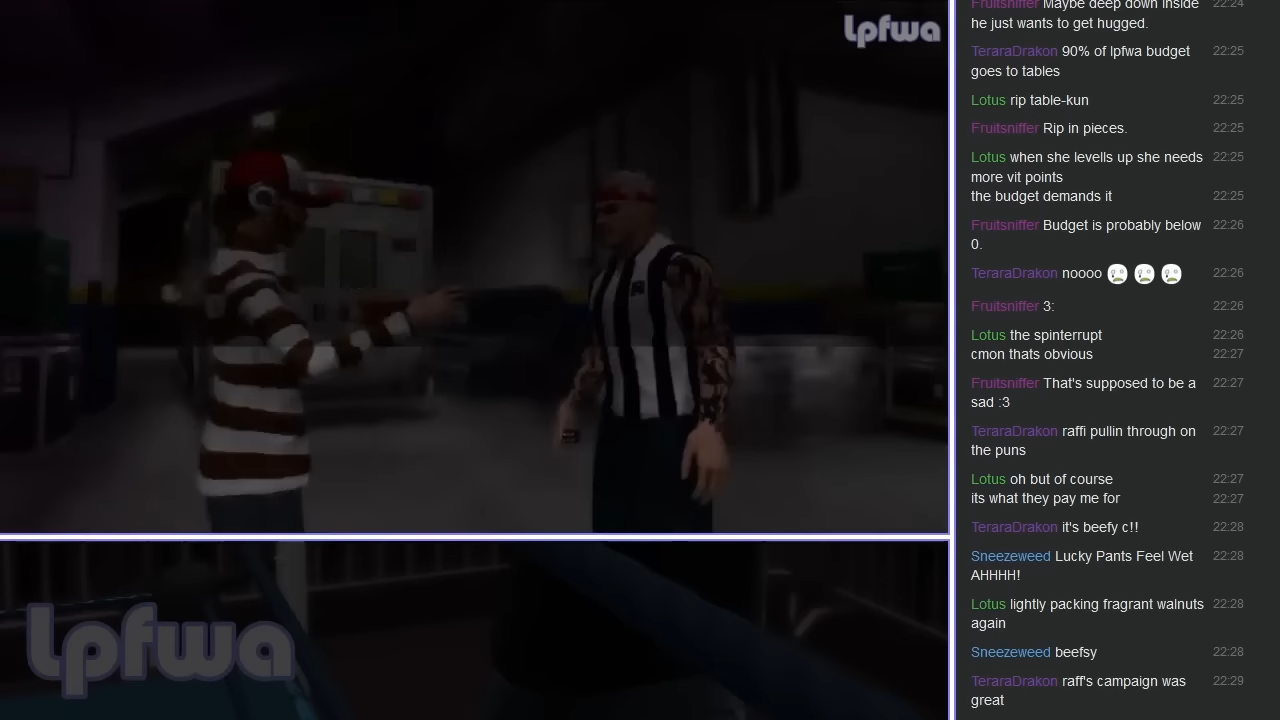 Lpfwa
Fruitsniffer Maybe deep down inside 22:24
he just wants to get hugged.
TeraraDrakon 90% of lpfwa budget 22:25
goes to tables
Lotus rip table-kun 22:25
Fruitsniffer Rip in pieces. 22:25
Lotus when she levells up she needs 22:25
more vit points
the budget demands it 22:25
Fruitsniffer Budget is probably below 22:26
0.
TeraraDrakon noooo 22:26
Fruitsniffer 3: 22:26
Lotus the spinterrupt 22:26
cmon thats obvious 22:27
Fruitsniffer That's supposed to be a 22:27
sad :3
TeraraDrakon raffi pullin through on 22:27
the puns
Lotus oh but of course 22:27
its what they pay me for 22:27
TeraraDrakon it's beefy c!! 22:28
Sneezeweed Lucky Pants Feel Wet 22:28
AHHHH!
Lotus lightly packing fragrant walnuts 22:28
again
Sneezeweed beefsy 22:28
TeraraDrakon raff's campaign was 22:29
great
Lpfwa